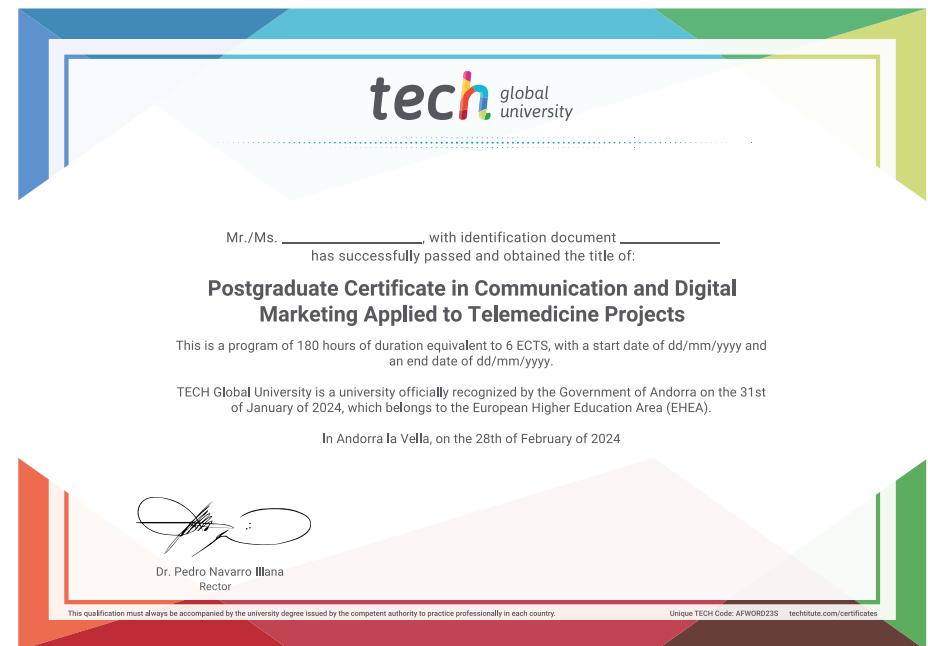 tech global
university
Mr./Ms. ____________________, with identification document ______________
has successfully passed and obtained the title of:
Postgraduate Certificate in Communication and Digital
Marketing Applied to Telemedicine Projects
This is a program of 180 hours of duration equivalent to 6 ECTS, with a start date of dd/mm/yyyy and
an end date of dd/mm/yyyy.
TECH Global University is a university officially recognized by the Government of Andorra on the 31st
of January of 2024, which belongs to the European Higher Education Area (EHEA).
In Andorra la Vella, on the 28th of February of 2024
Dr. Pedro Navarro Illana
Rector
This qualification must always be accompanied by the university degree issued by the competent authority to practice professionally in each country.
Unique TECH Code: AFWORD23S techtitute.com/certificates